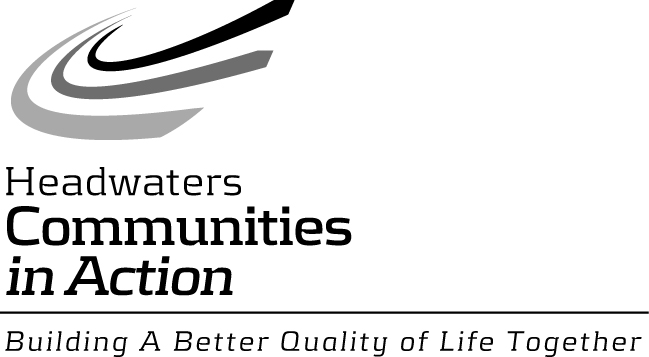 Headwaters
Communities
in Action
Building A Better Quality of Life Together